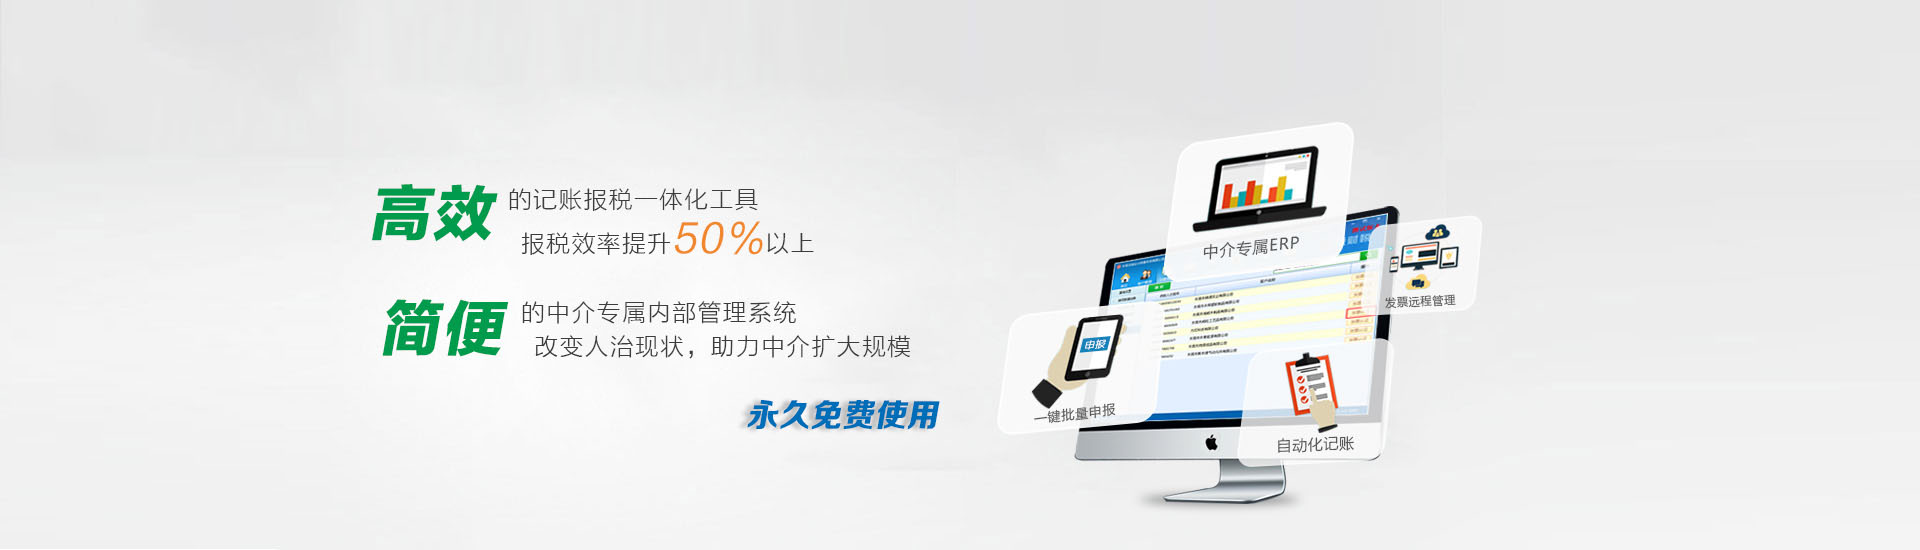 高效的记账报税一体化工具
报税效率提升50%以上
简便的中介专属内部管理系统
改变人治现状，助力中介扩大规模
永久免费使用
中介专属ERP
发票远程管理
申报
一键批量申报
自动化记账